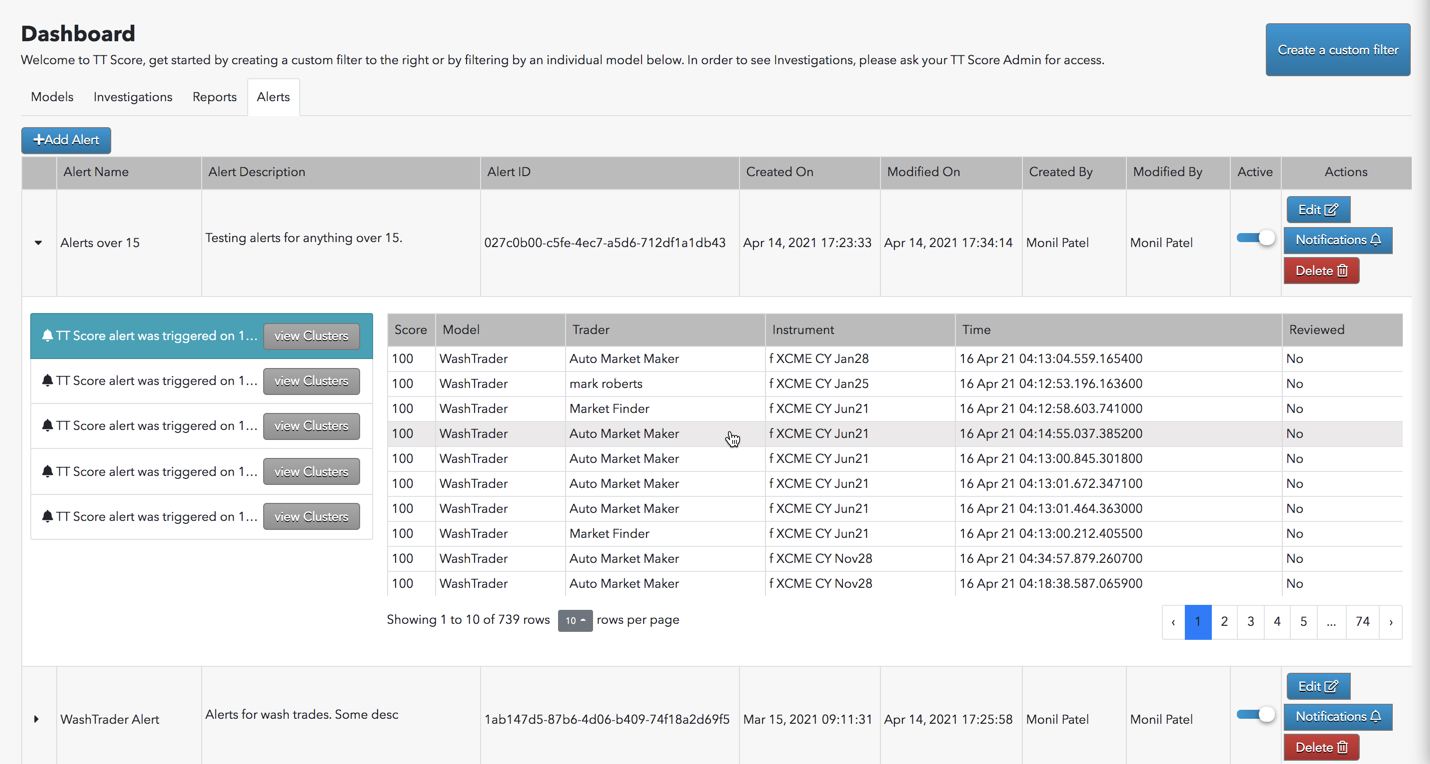 Dashboard
Welcome to TT Score, get started by creating a custom filter to the right or by filtering by an individual model below. In order to see Investigations, please ask your TT Score Admin for access.
Create a custom filter
Models Investigations Reports Alerts
+Add Alert
Alert Name Alert Description Alert ID Created On Modified On Created By Modified By Active Actions
Alerts over 15 Testing alerts for anything over 15. 027c0b00-c5fe-4ec7-a5d6-712df1a1db43 Apr 14, 2021 17:23:33 Apr 14, 2021 17:34:14 Monil Patel Monil Patel
Edit
Notifications
Delete
TT Score alert was triggered on 1... view Clusters
TT Score alert was triggered on 1... view Clusters
TT Score alert was triggered on 1... view Clusters
TT Score alert was triggered on 1... view Clusters
TT Score alert was triggered on 1... view Clusters
Score Model Trader Instrument Time Reviewed
100 WashTrader Auto Market Maker f XCME CY Jan28 16 Apr 21 04:13:04.559.165400 No
100 WashTrader mark roberts f XCME CY Jan25 16 Apr 21 04:12:53.196.163600 No
100 WashTrader Market Finder f XCME CY Jun21 16 Apr 21 04:12:58.603.741000 No
100 WashTrader Auto Market Maker f XCME CY Jun21 16 Apr 21 04:14:55.037.385200 No
100 WashTrader Auto Market Maker f XCME CY Jun21 16 Apr 21 04:13:00.845.301800 No
100 WashTrader Auto Market Maker f XCME CY Jun21 16 Apr 21 04:13:01.672.347100 No
100 WashTrader Auto Market Maker f XCME CY Jun21 16 Apr 21 04:13:01.464.363000 No
100 WashTrader Market Finder f XCME CY Jun21 16 Apr 21 04:13:00.212.405500 No
100 WashTrader Auto Market Maker f XCME CY Nov28 16 Apr 21 04:34:57.879.260700 No
100 WashTrader Auto Market Maker f XCME CY Nov28 16 Apr 21 04:18:38.587.065900 No
Showing 1 to 10 of 739 rows 10 rows per page
‹ 1 2 3 4 5 ... 74 ›
WashTrader Alert Alerts for wash trades. Some desc 1ab147d5-87b6-4d06-b409-74f18a2d69f5 Mar 15, 2021 09:11:31 Apr 14, 2021 17:25:58 Monil Patel Monil Patel
Edit
Notifications
Delete